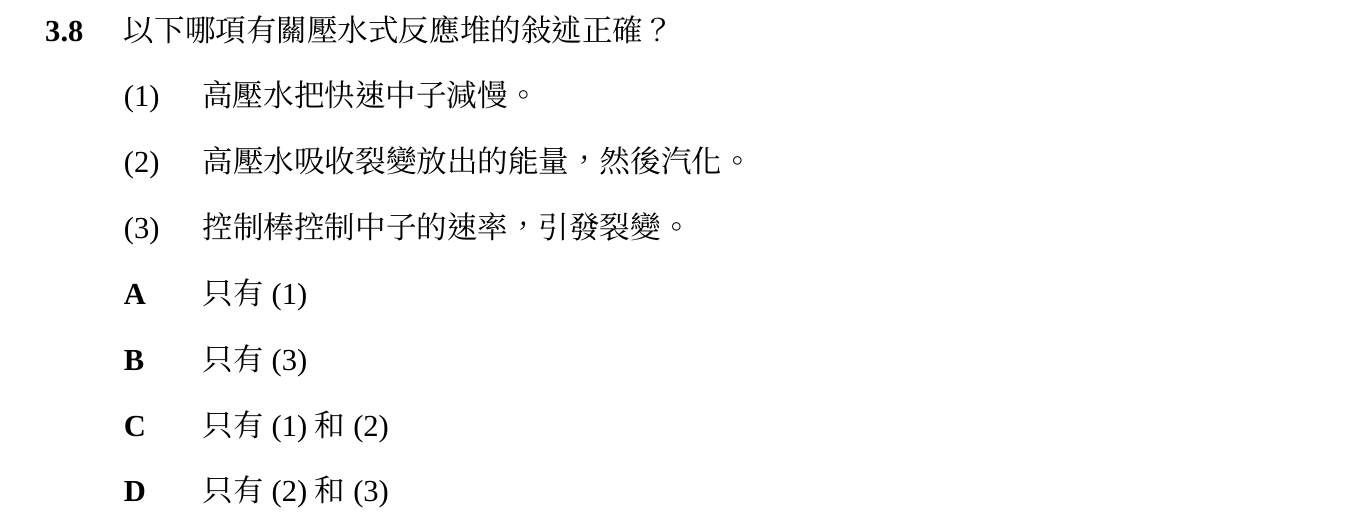 3.8 以下哪項有關壓水式反應堆的敍述正確？
(1) 高壓水把快速中子減慢。
(2) 高壓水吸收裂變放出的能量，然後汽化。
(3) 控制棒控制中子的速率，引發裂變。
A 只有 (1)
B 只有 (3)
C 只有 (1) 和 (2)
D 只有 (2) 和 (3)